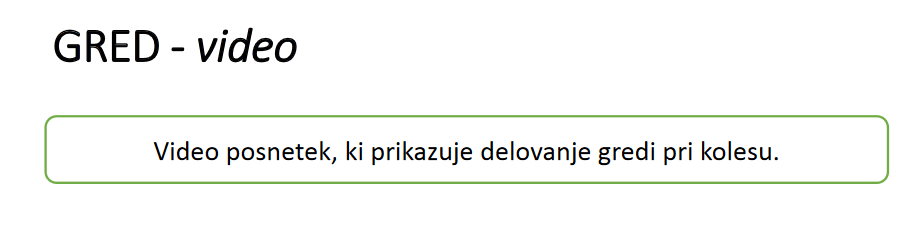 GRED - video
Video posnetek, ki prikazuje delovanje gredi pri kolesu.